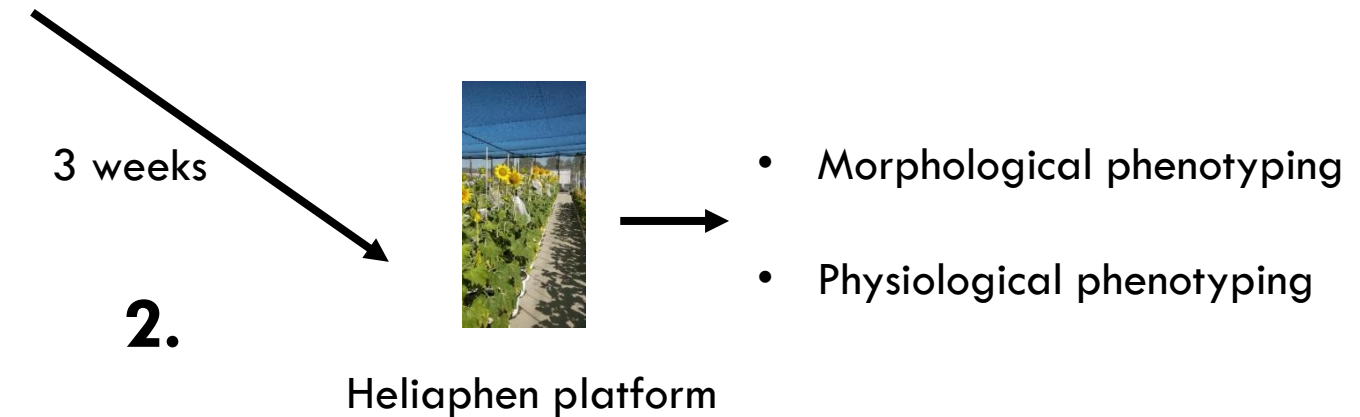 3 weeks
• Morphological phenotyping
• Physiological phenotyping
2.
Heliaphen platform